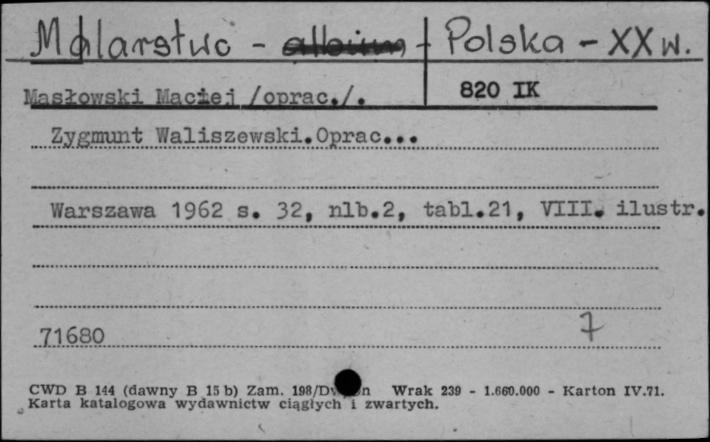 Malarstwo - album - Polska - XX w.
Masłowski Maciej /oprac./. 820 IK
Zygmunt Waliszewski.Oprac...
Warszawa 1962 s. 32, nlb.2, tabl.21, VIII. ilustr.
71680 7
CWD B 144 (dawny B 15 b) Zam. 198/D Wrak 239 - 1.660.000 - Karton IV.71.
Karta katalogowa wydawnictw ciągłych i zwartych.